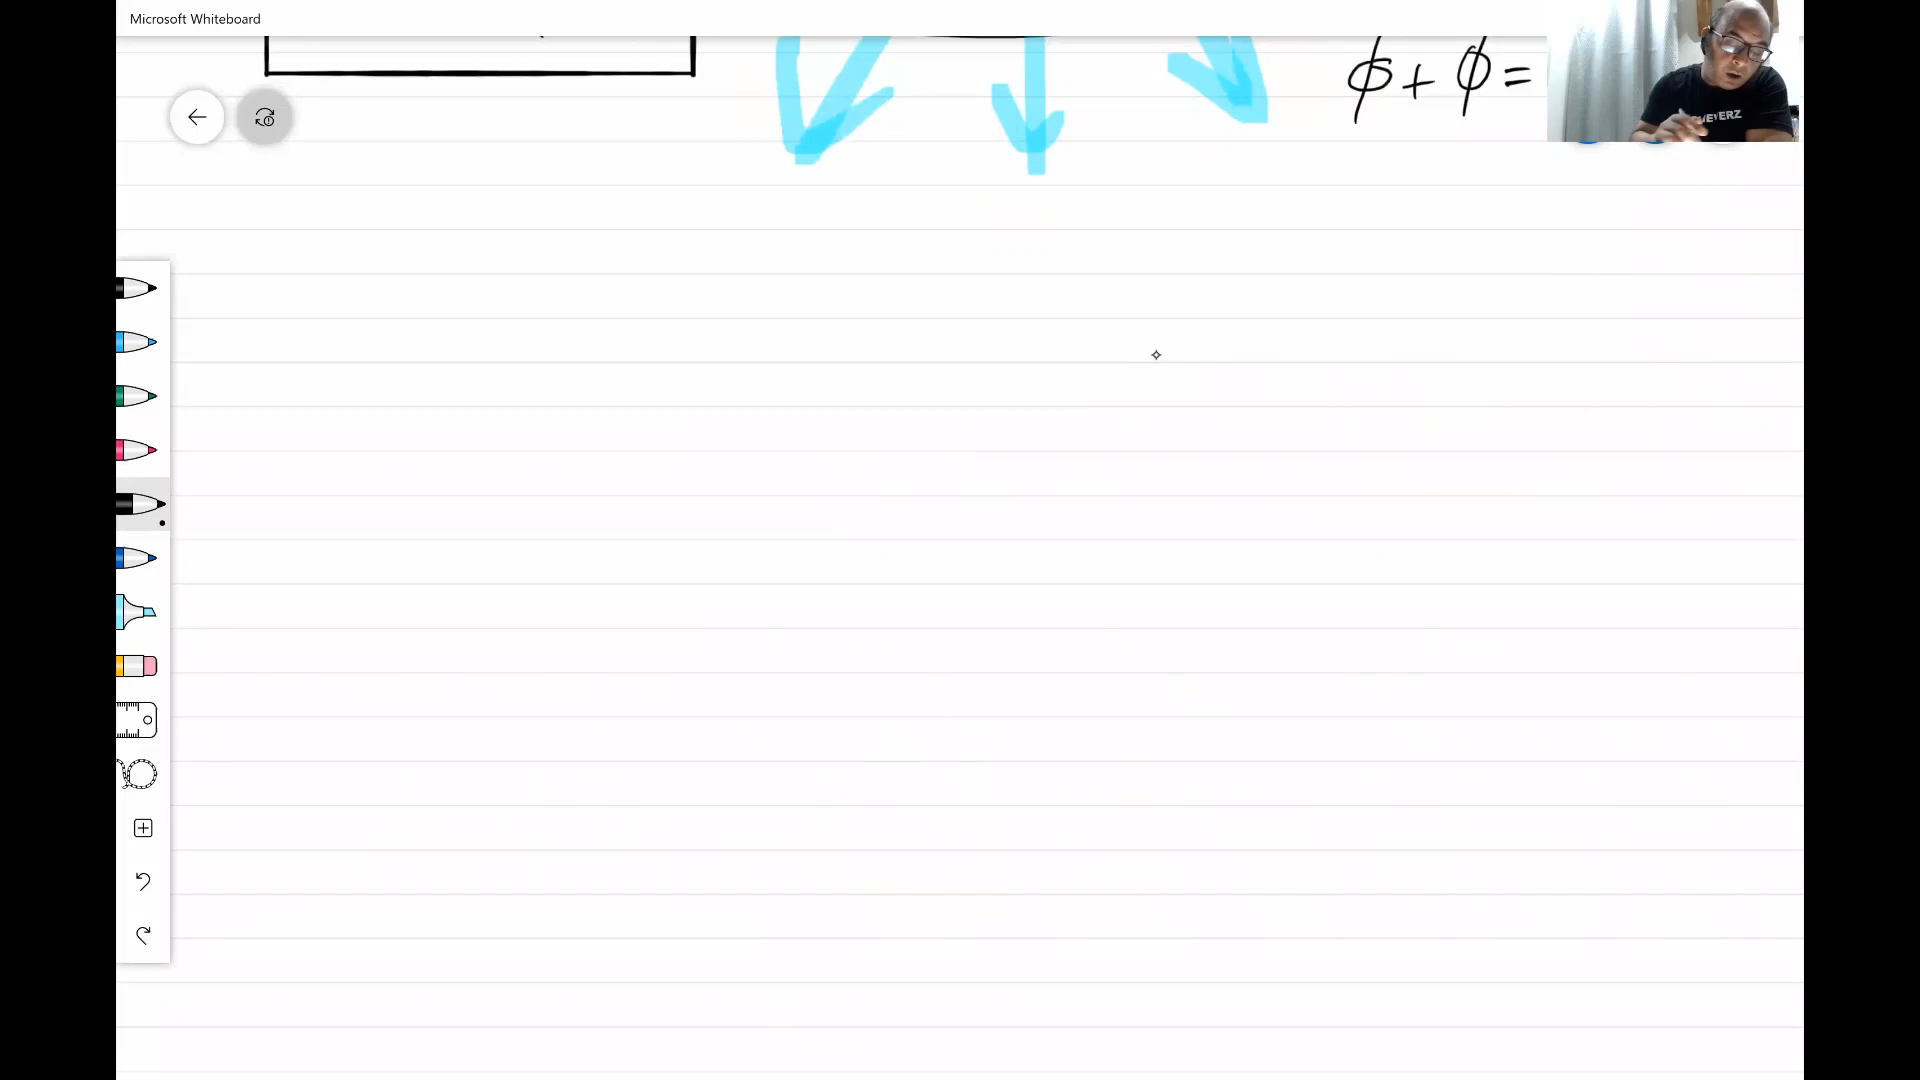 Microsoft Whiteboard
ϕ + ϕ =